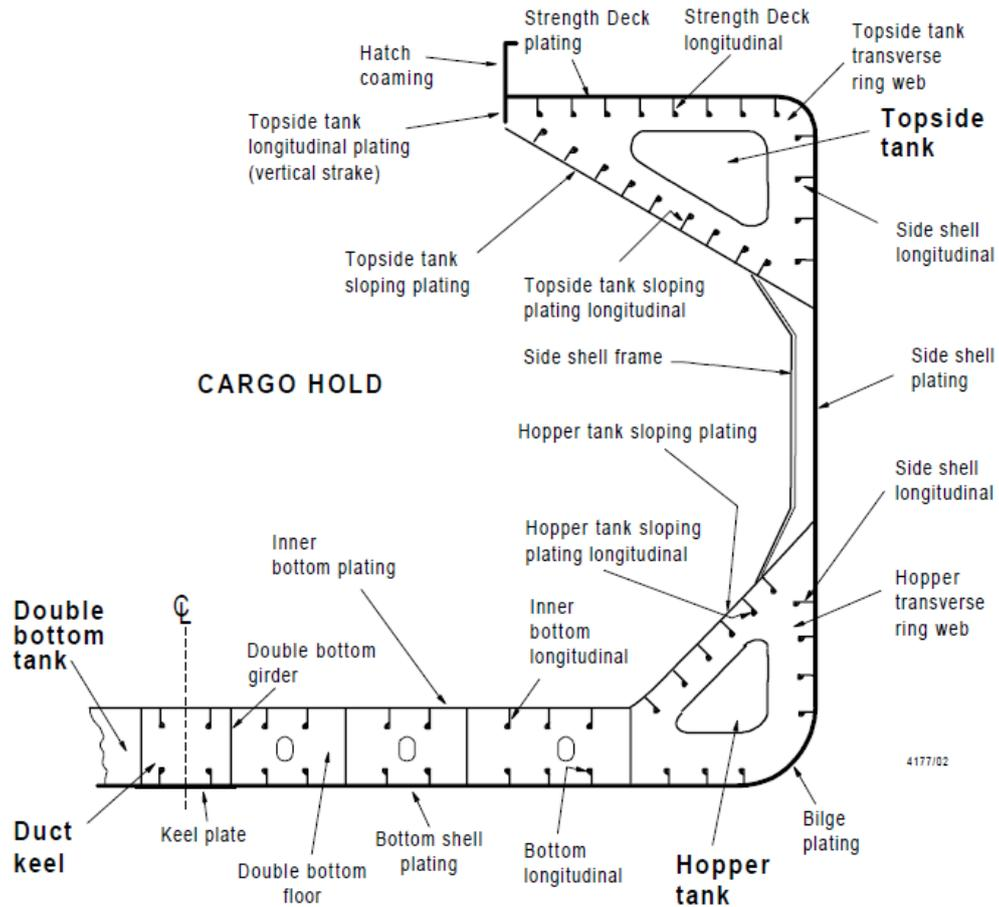 Strength Deck
plating
Strength Deck
longitudinal
Hatch
coaming
Topside tank
transverse
ring web
Topside tank
longitudinal plating
(vertical strake)
Topside
tank
Side shell
longitudinal
Topside tank
sloping plating
Topside tank sloping
plating longitudinal
Side shell frame
Side shell
plating
CARGO HOLD
Hopper tank sloping plating
Side shell
longitudinal
Hopper tank sloping
plating longitudinal
Inner
bottom plating
Hopper
transverse
ring web
Double
bottom
tank
CL
Inner
bottom
longitudinal
Double bottom
girder
4177/02
Duct
keel
Keel plate
Bottom shell
plating
Bilge
plating
Double bottom
floor
Bottom
longitudinal
Hopper
tank